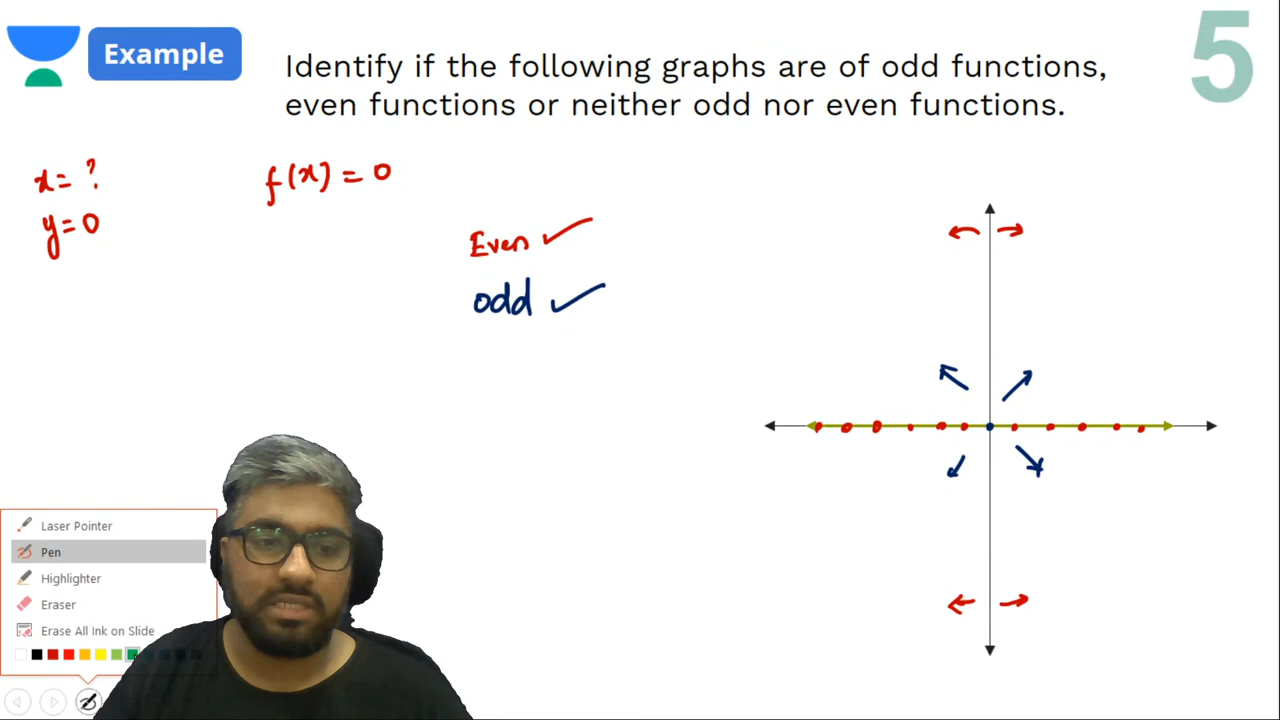 Example
Identify if the following graphs are of odd functions,
even functions or neither odd nor even functions.
5
x = ?
y = 0
f(x) = 0
Even ✓
odd ✓
Laser Pointer
Pen
Highlighter
Eraser
Erase All Ink on Slide